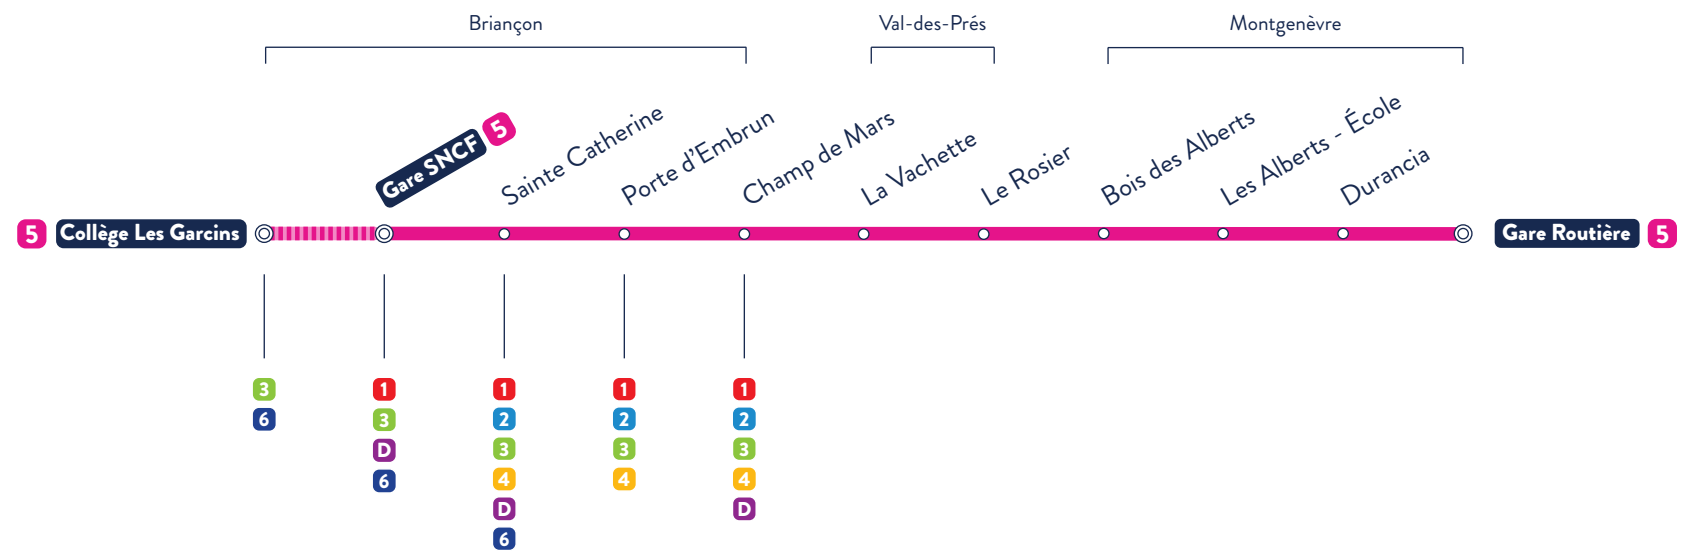 Briançon
Val-des-Prés
Montgenèvre
5 Collège Les Garcins
Gare SNCF 5
Sainte Catherine
Porte d'Embrun
Champ de Mars
La Vachette
Le Rosier
Bois des Alberts
Les Alberts - École
Durancia
Gare Routière 5
3
6
1
3
D
6
1
2
3
4
D
6
1
2
3
4
1
2
3
4
D